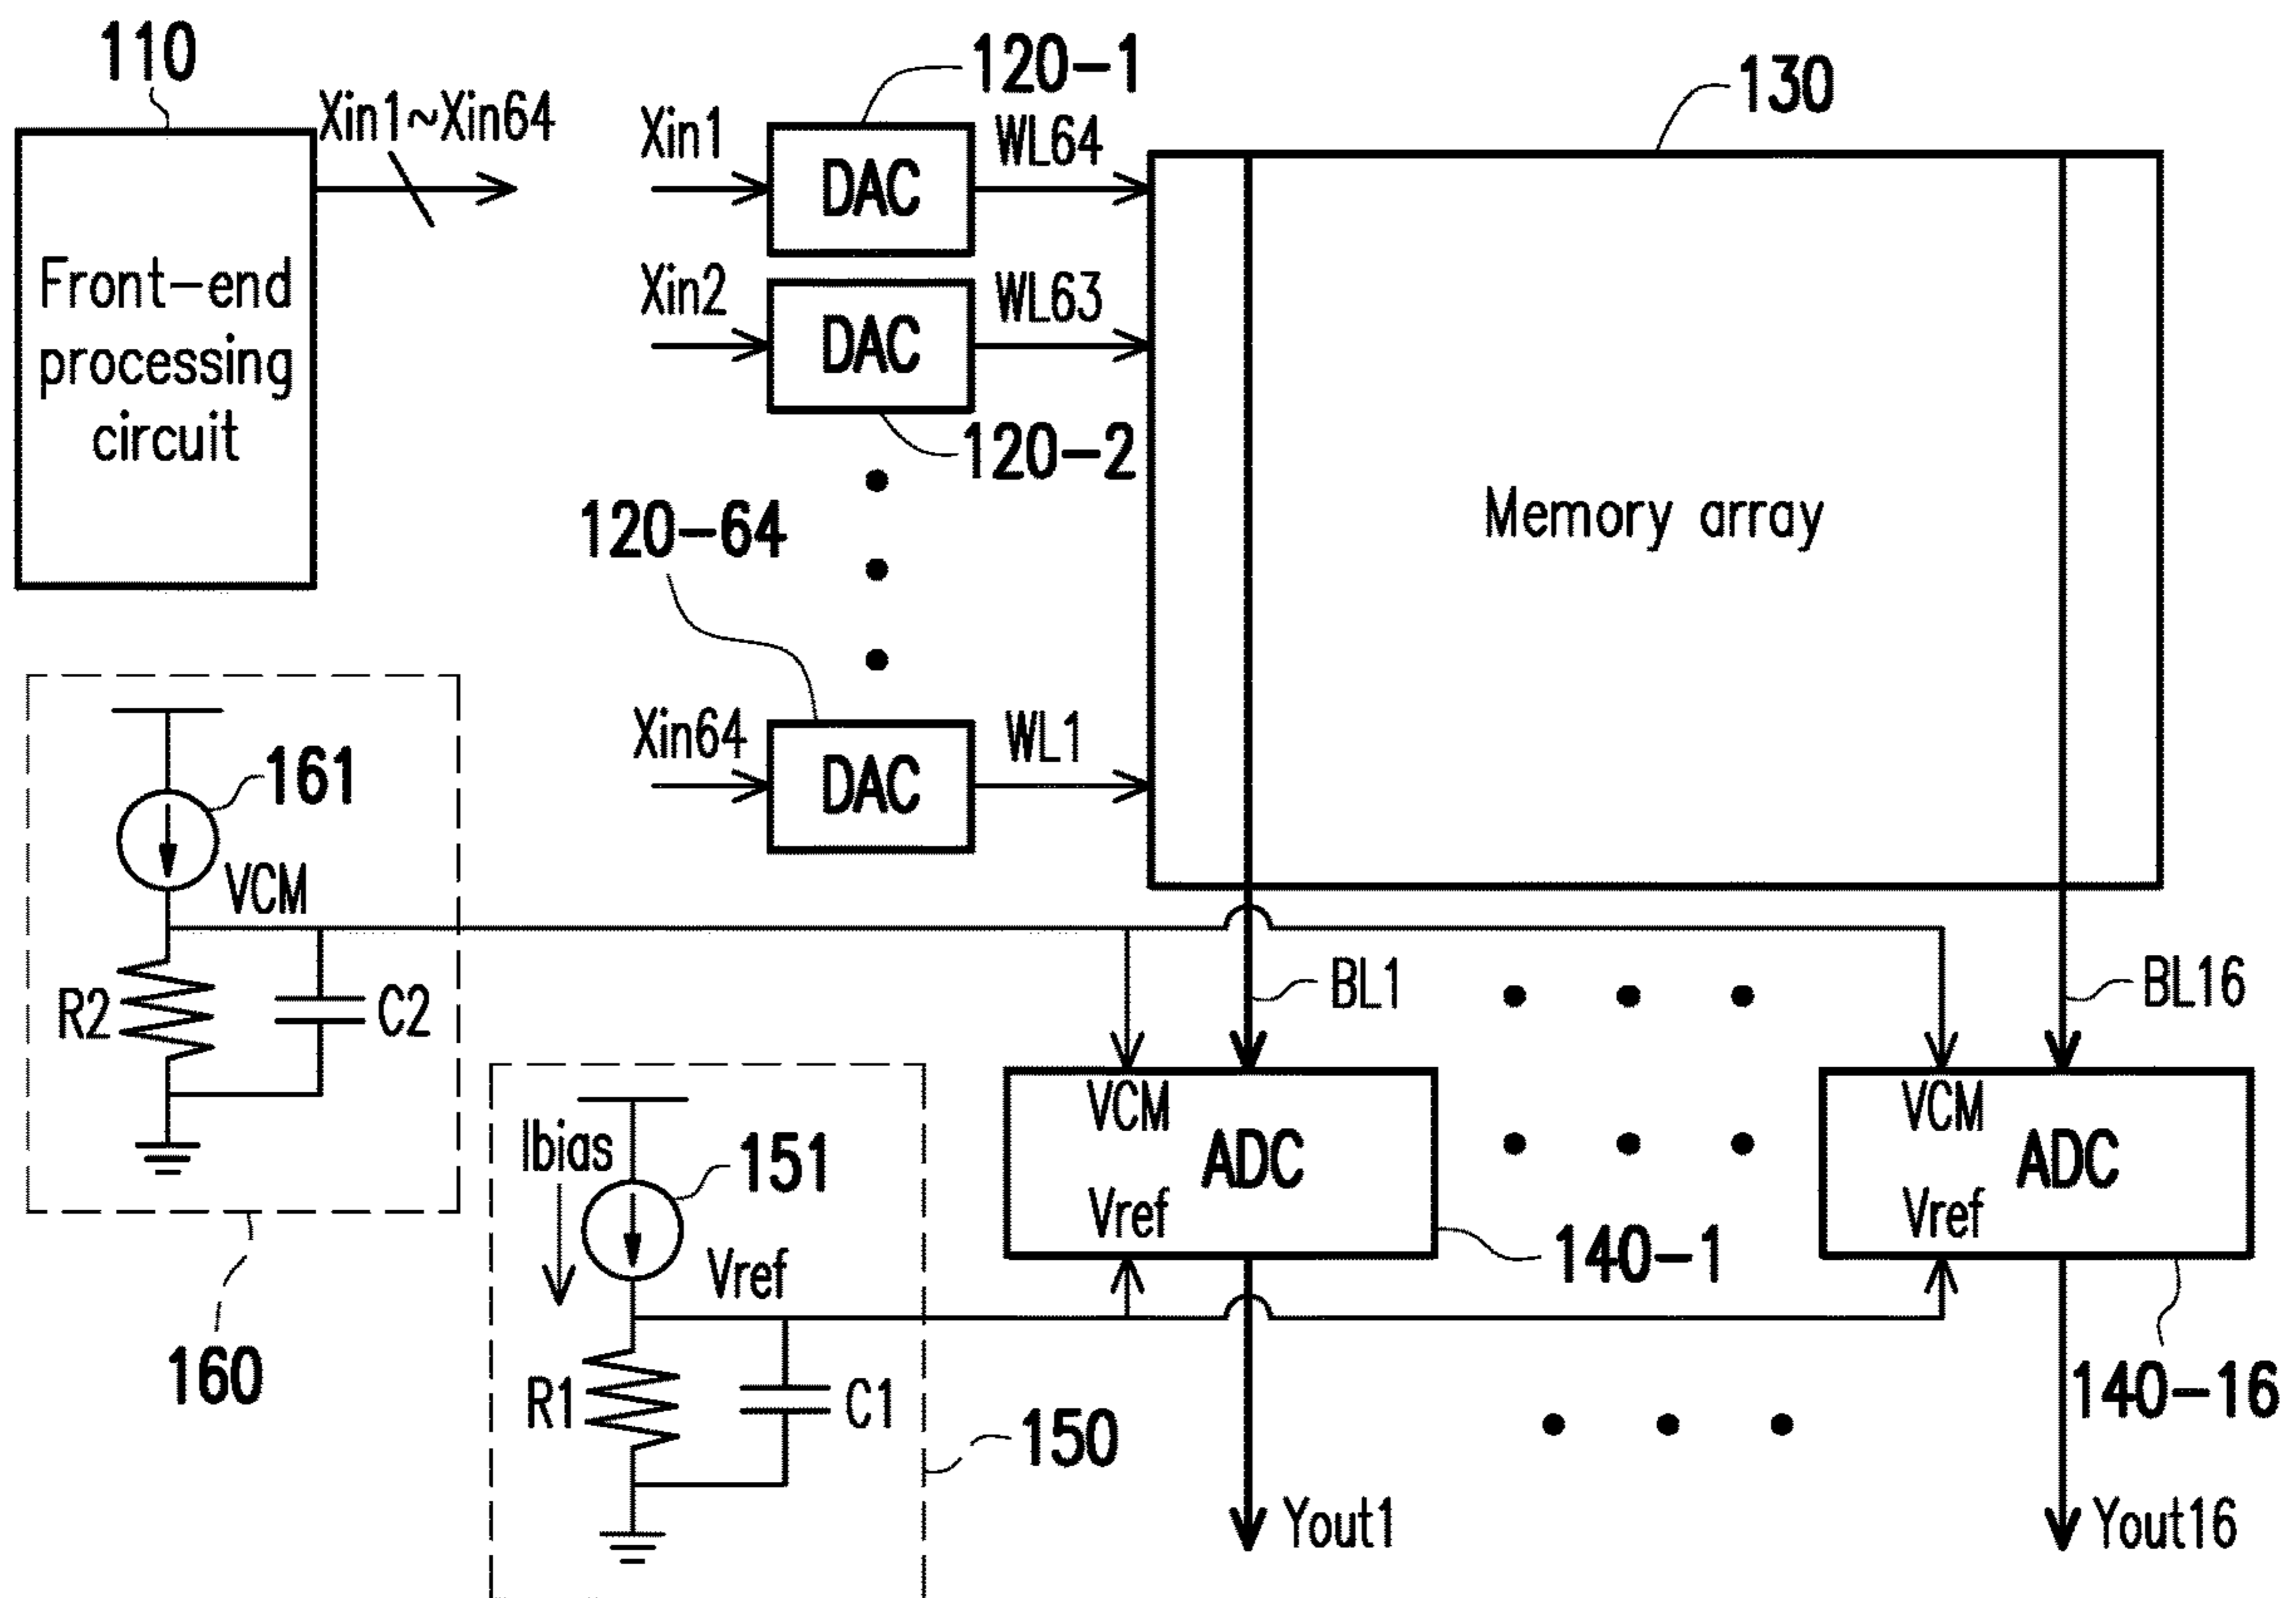 110
Xin1~Xin64
Front-end
processing
circuit
Xin1
DAC
120-1
WL64
Xin2
DAC
WL63
120-2
120-64
Xin64
DAC
WL1
130
Memory array
161
VCM
R2
C2
160
Ibias
151
Vref
R1
C1
150
BL1
BL16
VCM
ADC
Vref
140-1
VCM
ADC
Vref
140-16
Yout1
Yout16